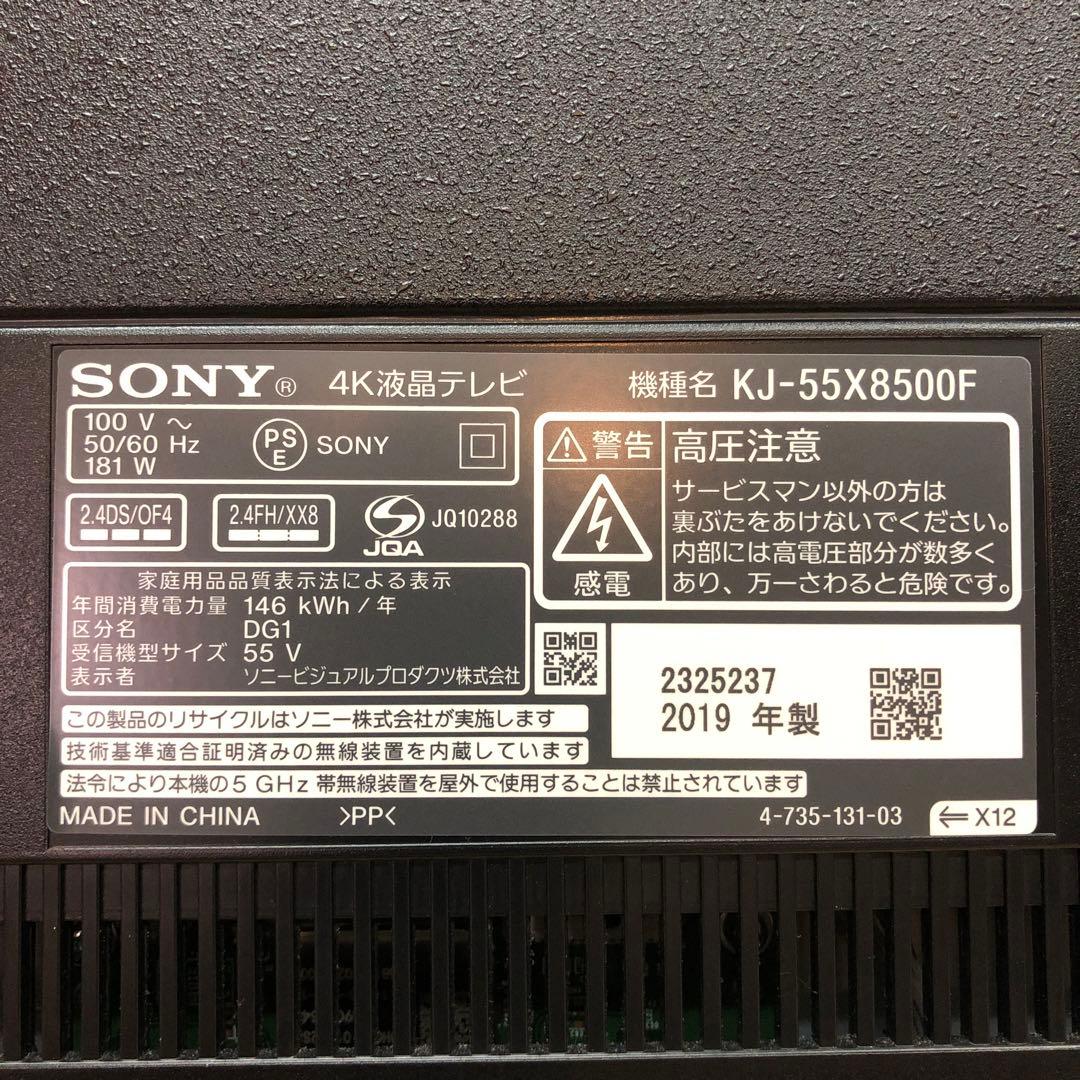 SONY® 4K液晶テレビ 機種名 KJ-55X8500F
100 V ～
50/60 Hz
181 W
PS
E
SONY
2.4DS/OF4
2.4FH/XX8
JQA
JQ10288
警告
高圧注意
感電
サービスマン以外の方は
裏ぶたをあけないでください。
内部には高電圧部分が数多く
あり、万一さわると危険です。
家庭用品品質表示法による表示
年間消費電力量 146 kWh / 年
区分名 DG1
受信機型サイズ 55 V
表示者 ソニービジュアルプロダクツ株式会社
2325237
2019 年製
この製品のリサイクルはソニー株式会社が実施します
技術基準適合証明済みの無線装置を内蔵しています
法令により本機の5 GHz 帯無線装置を屋外で使用することは禁止されています
MADE IN CHINA >PP< 4-735-131-03 ⇐ X12